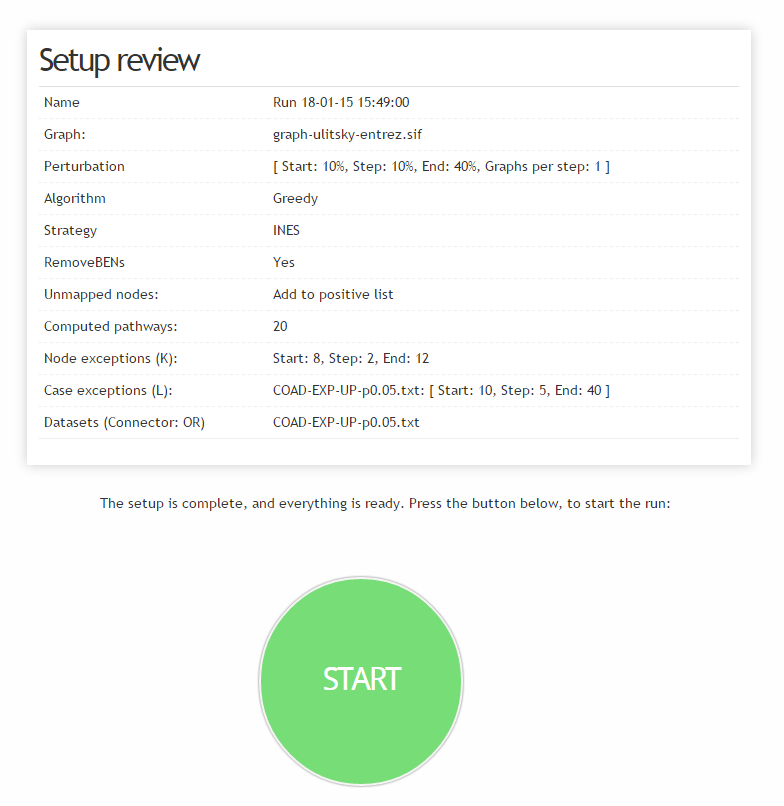 Setup review
Name Run 18-01-15 15:49:00
Graph: graph-ulitsky-entrez.sif
Perturbation [ Start: 10%, Step: 10%, End: 40%, Graphs per step: 1 ]
Algorithm Greedy
Strategy INES
RemoveBENs Yes
Unmapped nodes: Add to positive list
Computed pathways: 20
Node exceptions (K): Start: 8, Step: 2, End: 12
Case exceptions (L): COAD-EXP-UP-p0.05.txt: [ Start: 10, Step: 5, End: 40 ]
Datasets (Connector: OR) COAD-EXP-UP-p0.05.txt
The setup is complete, and everything is ready. Press the button below, to start the run:
START